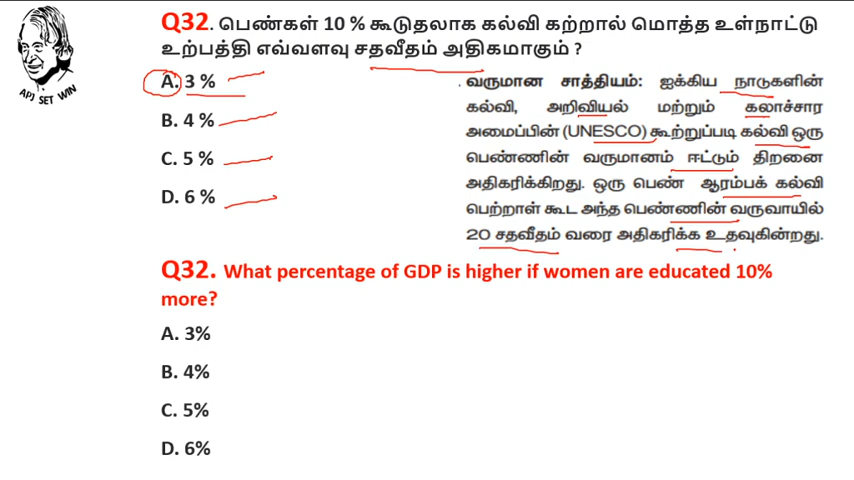 Q32. பெண்கள் 10 % கூடுதலாக கல்வி கற்றால் மொத்த உள்நாட்டு
உற்பத்தி எவ்வளவு சதவீதம் அதிகமாகும் ?
A. 3 %
B. 4 %
C. 5 %
D. 6 %
APJ SET WIN
வருமான சாத்தியம்: ஐக்கிய நாடுகளின்
கல்வி, அறிவியல் மற்றும் கலாச்சார
அமைப்பின் (UNESCO) கூற்றுப்படி கல்வி ஒரு
பெண்ணின் வருமானம் ஈட்டும் திறனை
அதிகரிக்கிறது. ஒரு பெண் ஆரம்பக் கல்வி
பெற்றாள் கூட அந்த பெண்ணின் வருவாயில்
20 சதவீதம் வரை அதிகரிக்க உதவுகின்றது.
Q32. What percentage of GDP is higher if women are educated 10%
more?
A. 3%
B. 4%
C. 5%
D. 6%